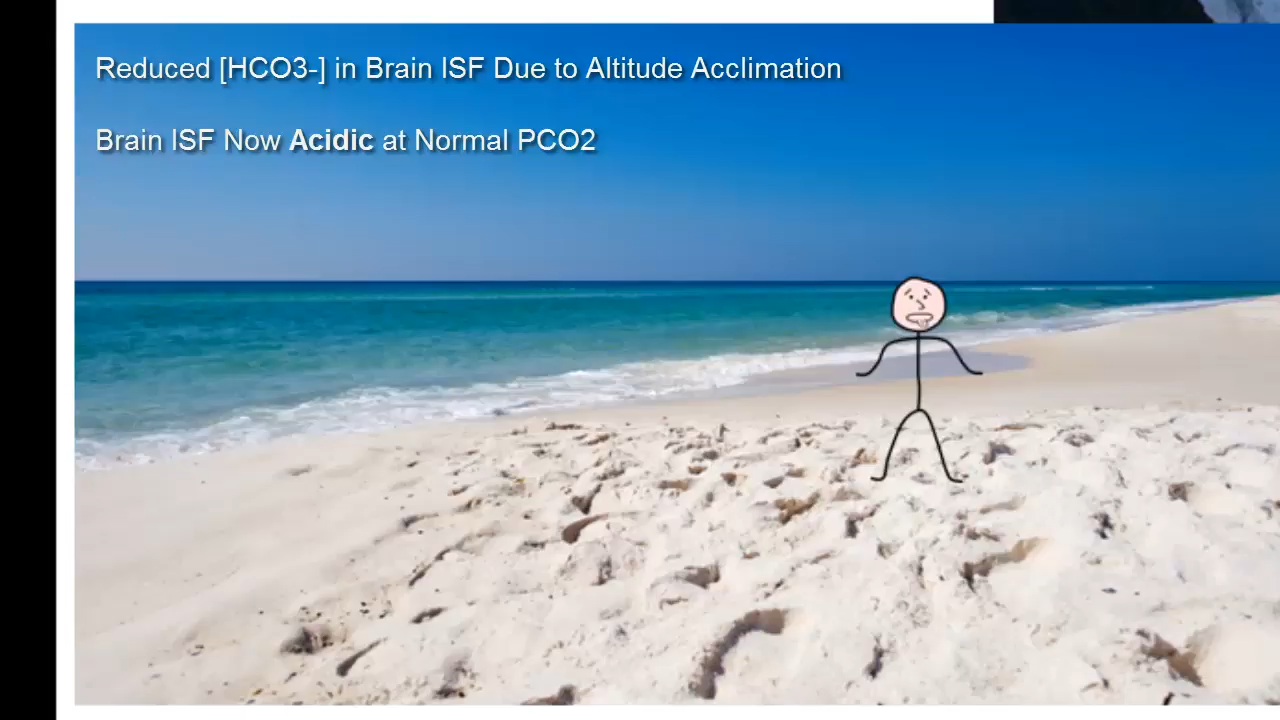 Reduced [HCO3-] in Brain ISF Due to Altitude Acclimation
Brain ISF Now Acidic at Normal PCO2